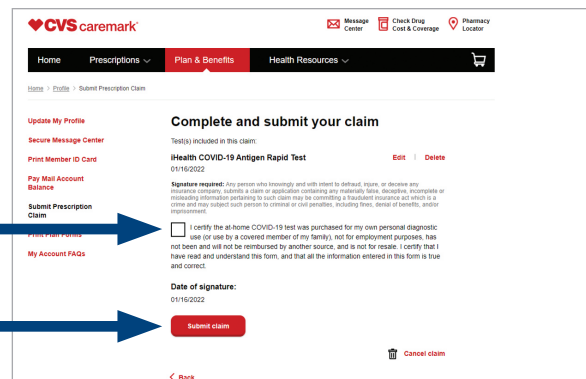 CVS caremark
Message Center
Check Drug Cost & Coverage
Pharmacy Locator
Home Prescriptions Plan & Benefits Health Resources
Home > Profile > Submit Prescription Claim
Update My Profile
Secure Message Center
Print Member ID Card
Pay Mail Account
Balance
Submit Prescription
Claim
Print Plan Forms
My Account FAQs
Complete and submit your claim
Test(s) included in this claim:
iHealth COVID-19 Antigen Rapid Test Edit | Delete
01/16/2022
Signature required: Any person who knowingly and with intent to defraud, injure, or deceive any
insurance company, submits a claim or application containing any materially false, deceptive, incomplete or
misleading information pertaining to such claim may be committing a fraudulent insurance act which is a
crime and may subject such person to criminal or civil penalties, including fines, denial of benefits, and/or
imprisonment.
I certify the at-home COVID-19 test was purchased for my own personal diagnostic
use (or use by a covered member of my family), not for employment purposes, has
not been and will not be reimbursed by another source, and is not for resale. I certify that I
have read and understand this form, and that all the information entered in this form is true
and correct.
Date of signature:
01/16/2022
Submit claim
Cancel claim
Back